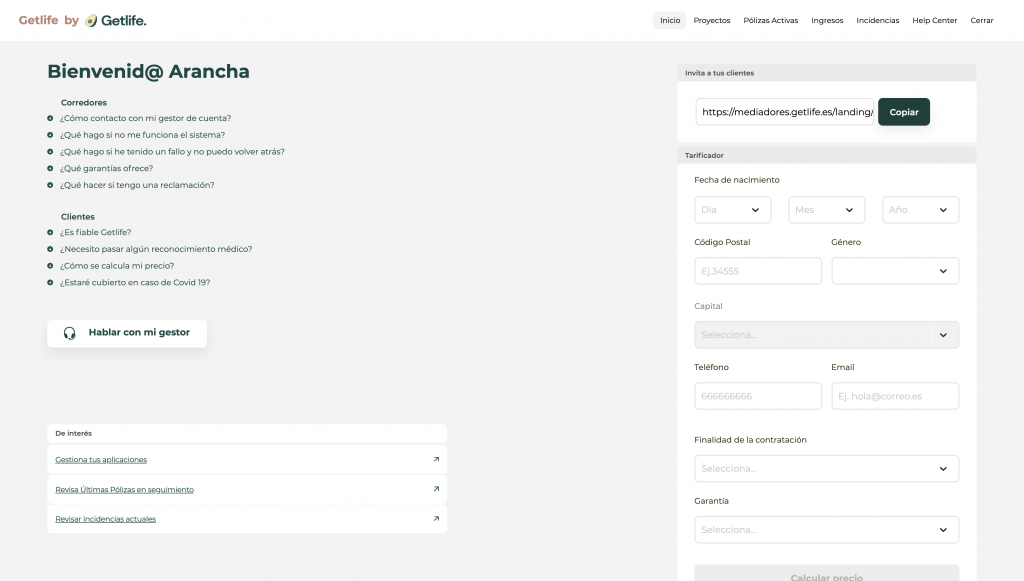 Getlife by Getlife.
Inicio Proyectos Pólizas Activas Ingresos Incidencias Help Center Cerrar
Bienvenid@ Arancha
Corredores
¿Cómo contacto con mi gestor de cuenta?
¿Qué hago si no me funciona el sistema?
¿Qué hago si he tenido un fallo y no puedo volver atrás?
¿Qué garantías ofrece?
¿Qué hacer si tengo una reclamación?
Clientes
¿Es fiable Getlife?
¿Necesito pasar algún reconocimiento médico?
¿Cómo se calcula mi precio?
¿Estaré cubierto en caso de Covid 19?
Hablar con mi gestor
De interés
Gestiona tus aplicaciones
Revisa Últimas Pólizas en seguimiento
Revisar incidencias actuales
Invita a tus clientes
https://mediadores.getlife.es/landing/ Copiar
Tarificador
Fecha de nacimiento
Dia Mes Año
Código Postal Género
Ej.34555
Capital
Selecciona...
Teléfono Email
666666666 Ej. hola@correo.es
Finalidad de la contratación
Selecciona...
Garantía
Selecciona...
Calcular precio